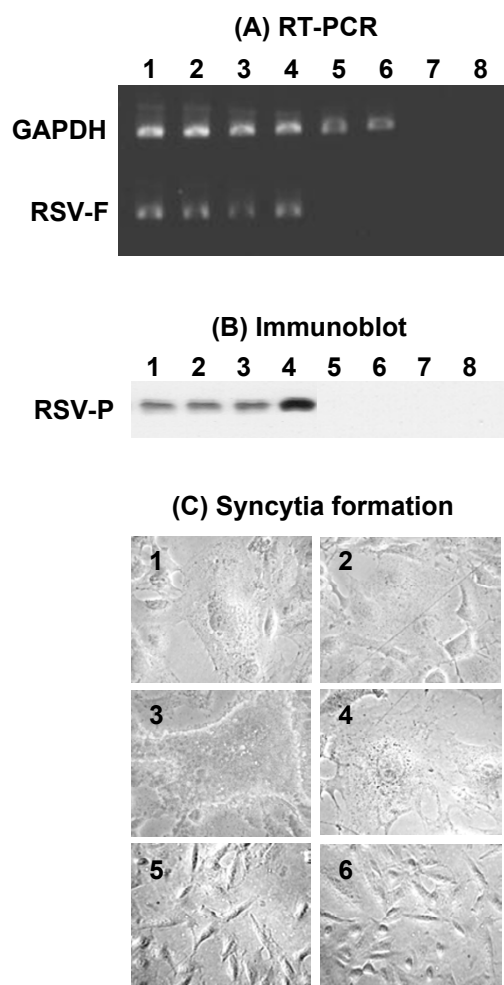 (A) RT-PCR
1 2 3 4 5 6 7 8
GAPDH
RSV-F
(B) Immunoblot
1 2 3 4 5 6 7 8
RSV-P
(C) Syncytia formation
1 2
3 4
5 6